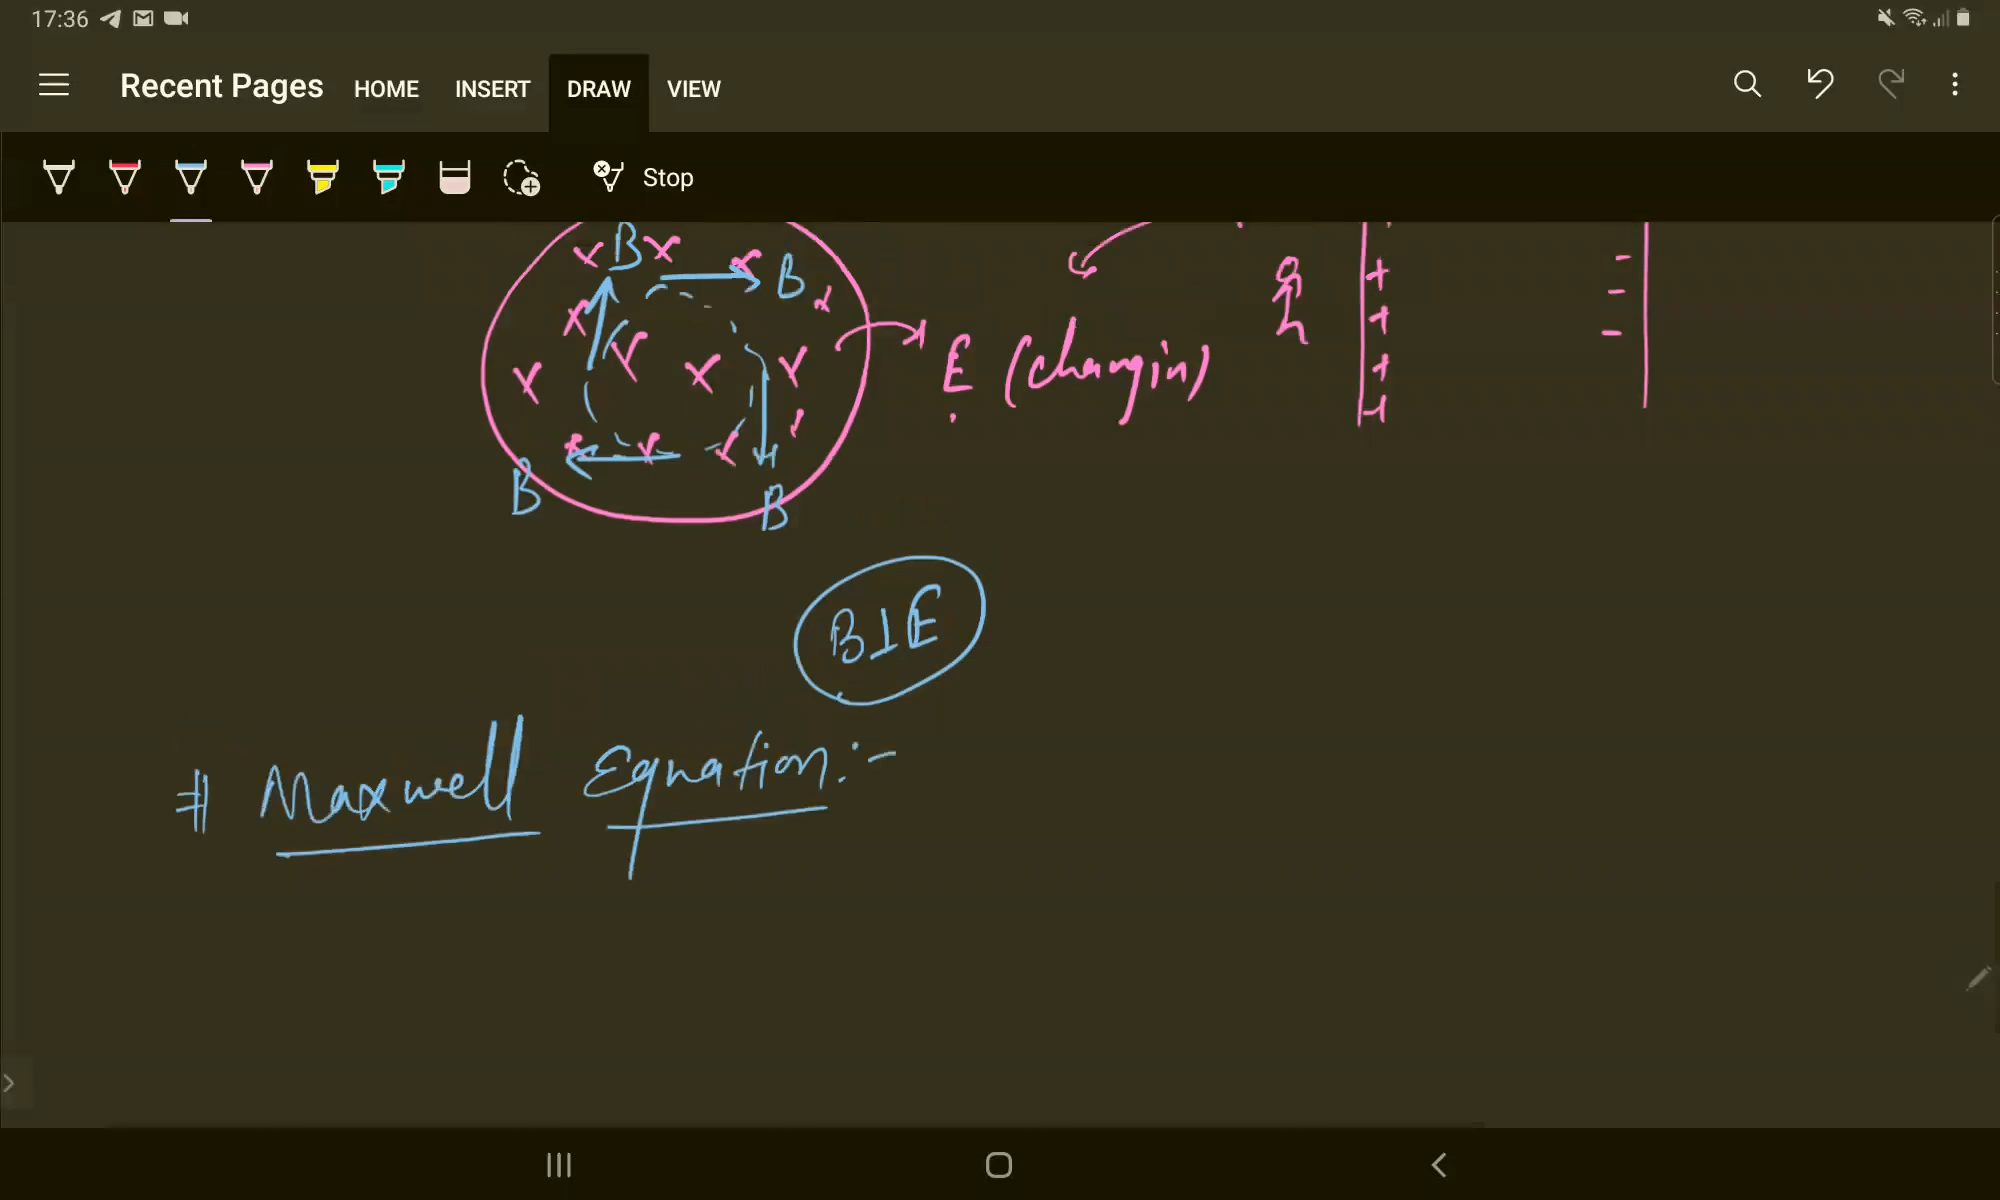 17:36
Recent Pages HOME INSERT DRAW VIEW
Stop
B
B
E (changin)
B
B
B⊥E
# Maxwell Equation:-